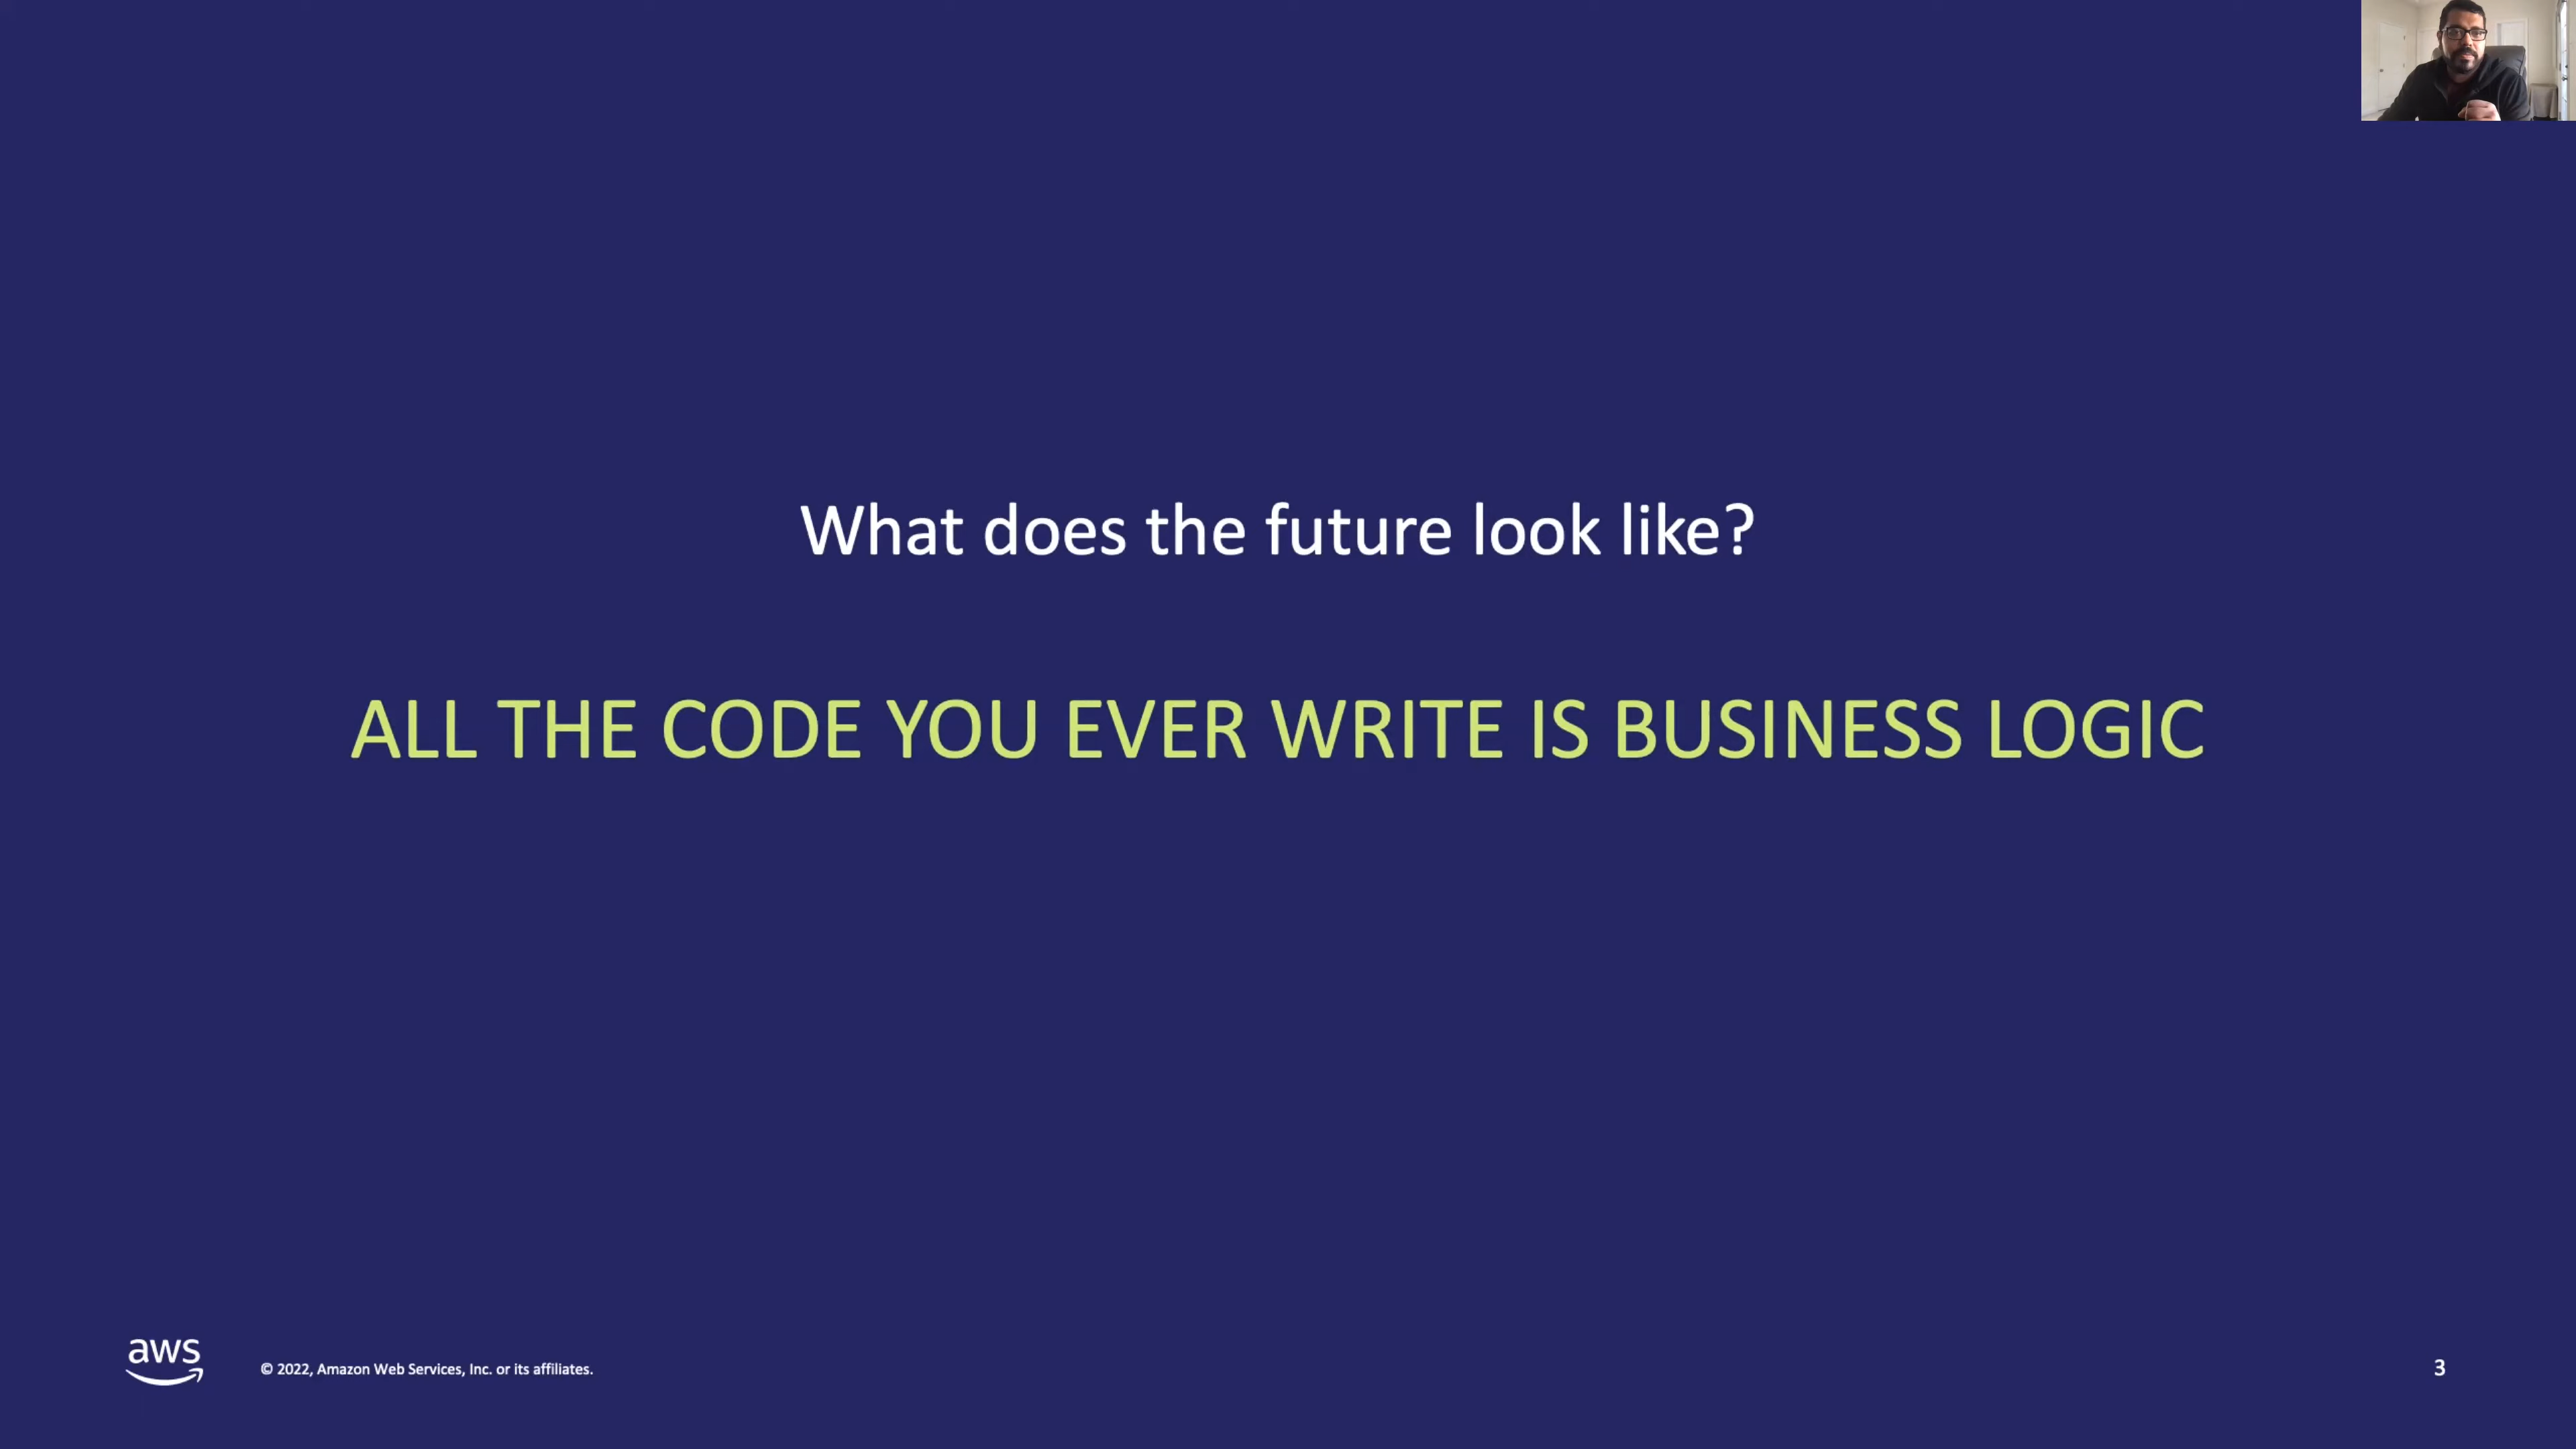 What does the future look like?
ALL THE CODE YOU EVER WRITE IS BUSINESS LOGIC
aws
© 2022, Amazon Web Services, Inc. or its affiliates.
3